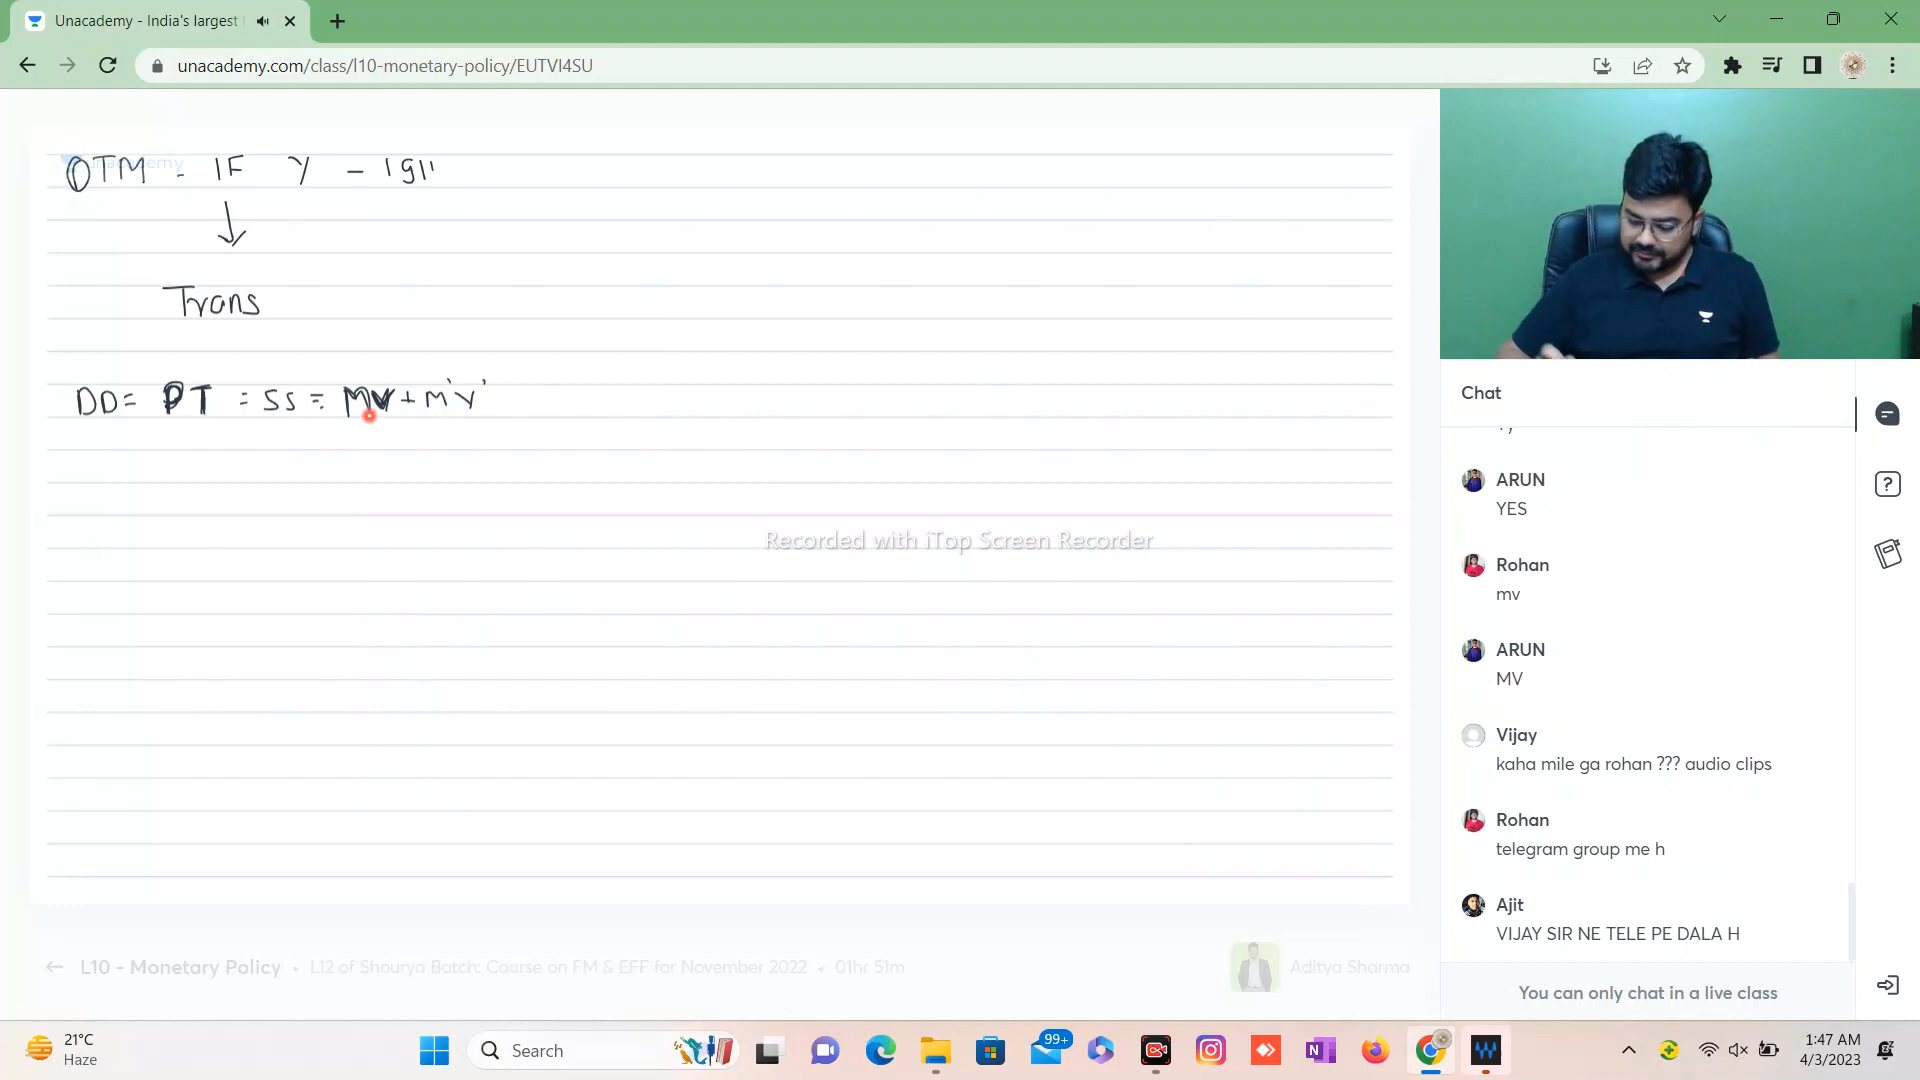 Unacademy - India's largest
unacademy.com/class/l10-monetary-policy/EUTVI4SU
QTM = IF Y - 1911
Trans
DD = PT = SS = MV + M'V'
Recorded with iTop Screen Recorder
L10 - Monetary Policy • L12 of Shourya Batch: Course on FM & EFF for November 2022 • 01hr 51m
Aditya Sharma
Chat
ARUN
YES
Rohan
mv
ARUN
MV
Vijay
kaha mile ga rohan ??? audio clips
Rohan
telegram group me h
Ajit
VIJAY SIR NE TELE PE DALA H
You can only chat in a live class
21°C
Haze
Search
99+
1:47 AM
4/3/2023